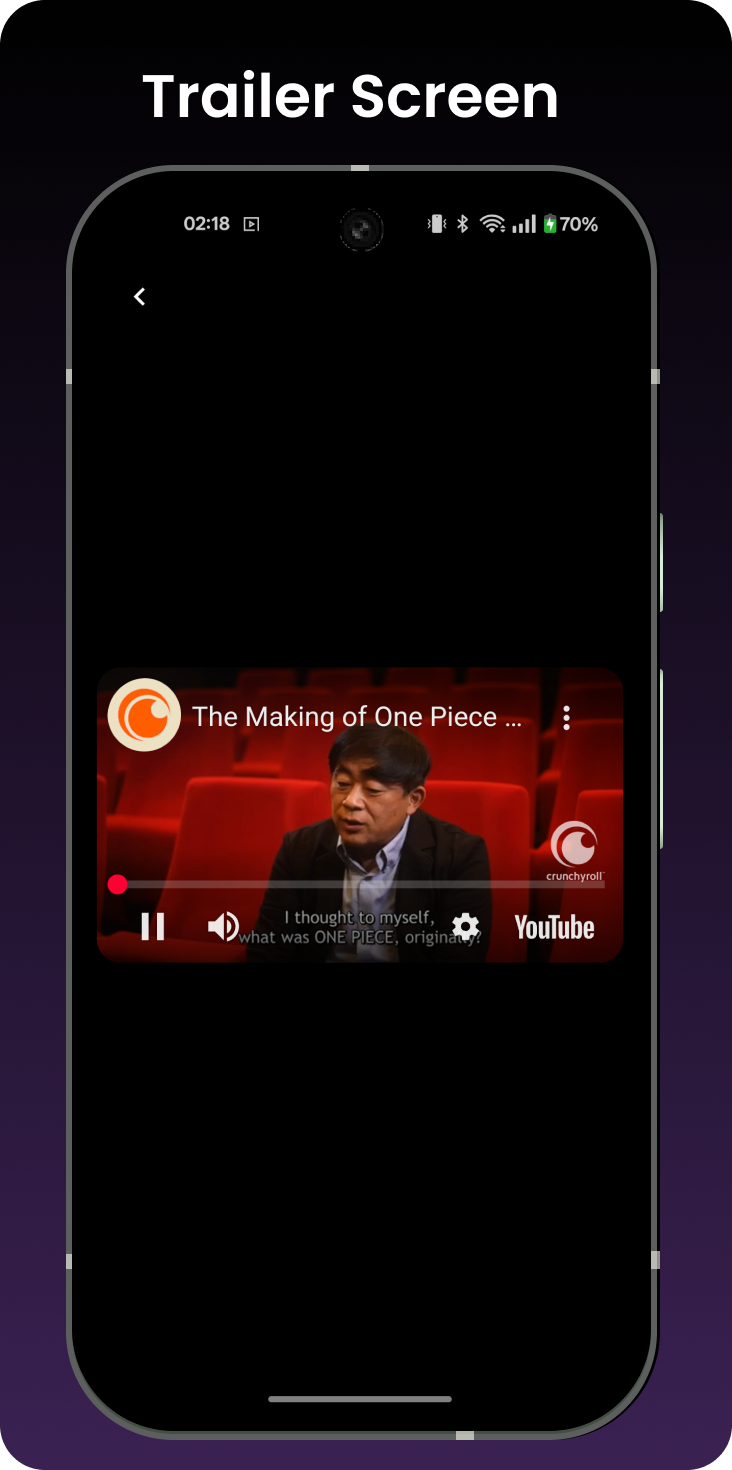 Trailer Screen
02:18
70%
The Making of One Piece ...
crunchyroll
I thought to myself,
what was ONE PIECE, originally?
YouTube